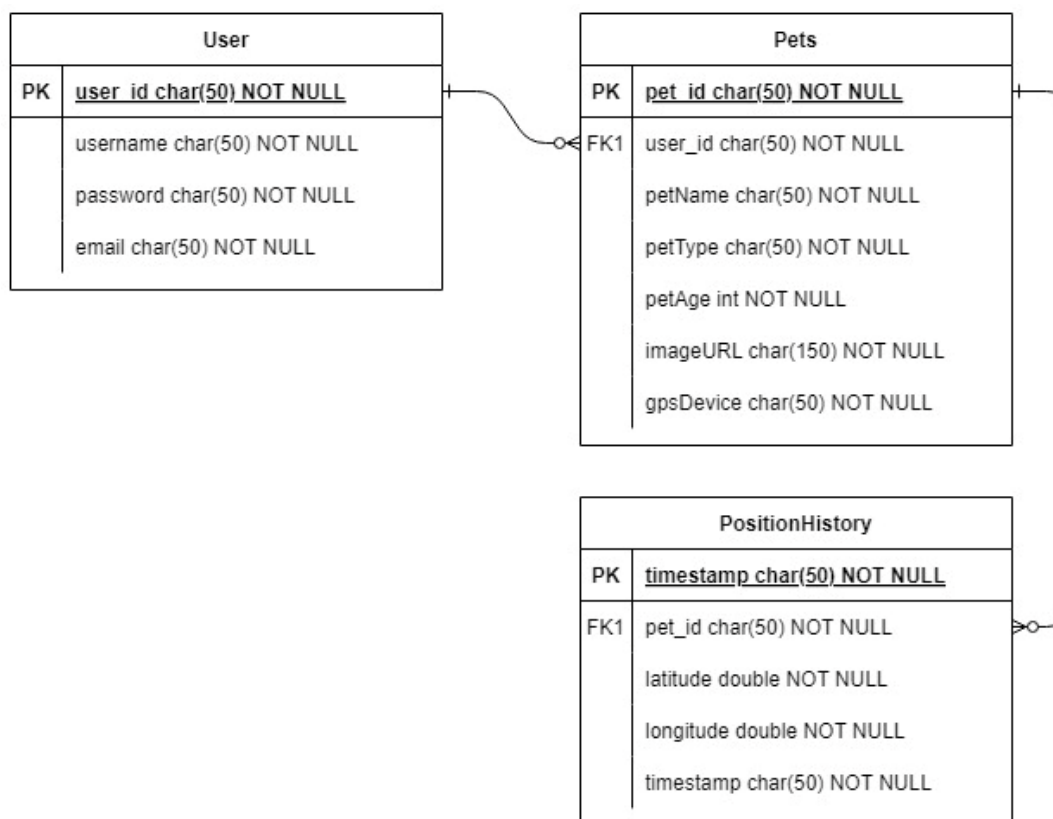 User
PK user_id char(50) NOT NULL
username char(50) NOT NULL
password char(50) NOT NULL
email char(50) NOT NULL
Pets
PK pet_id char(50) NOT NULL
FK1 user_id char(50) NOT NULL
petName char(50) NOT NULL
petType char(50) NOT NULL
petAge int NOT NULL
imageURL char(150) NOT NULL
gpsDevice char(50) NOT NULL
PositionHistory
PK timestamp char(50) NOT NULL
FK1 pet_id char(50) NOT NULL
latitude double NOT NULL
longitude double NOT NULL
timestamp char(50) NOT NULL